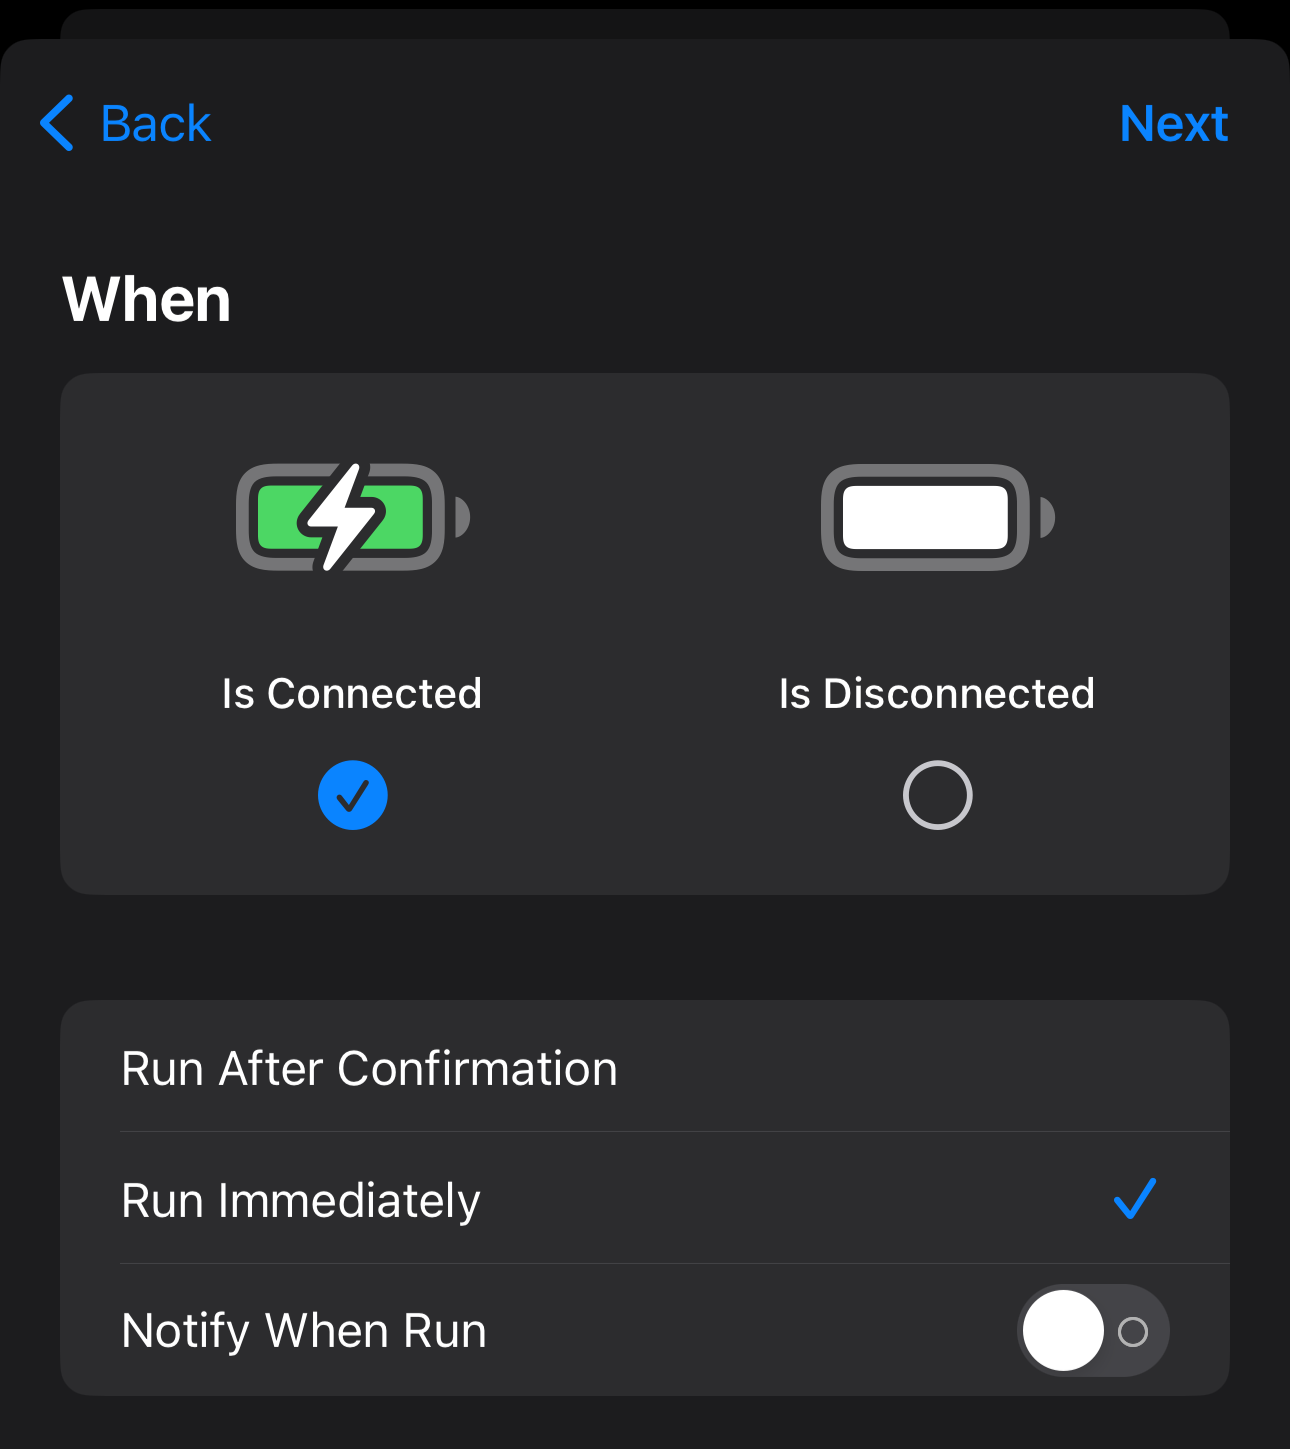 Back
Next
When
Is Connected
Is Disconnected
Run After Confirmation
Run Immediately
Notify When Run